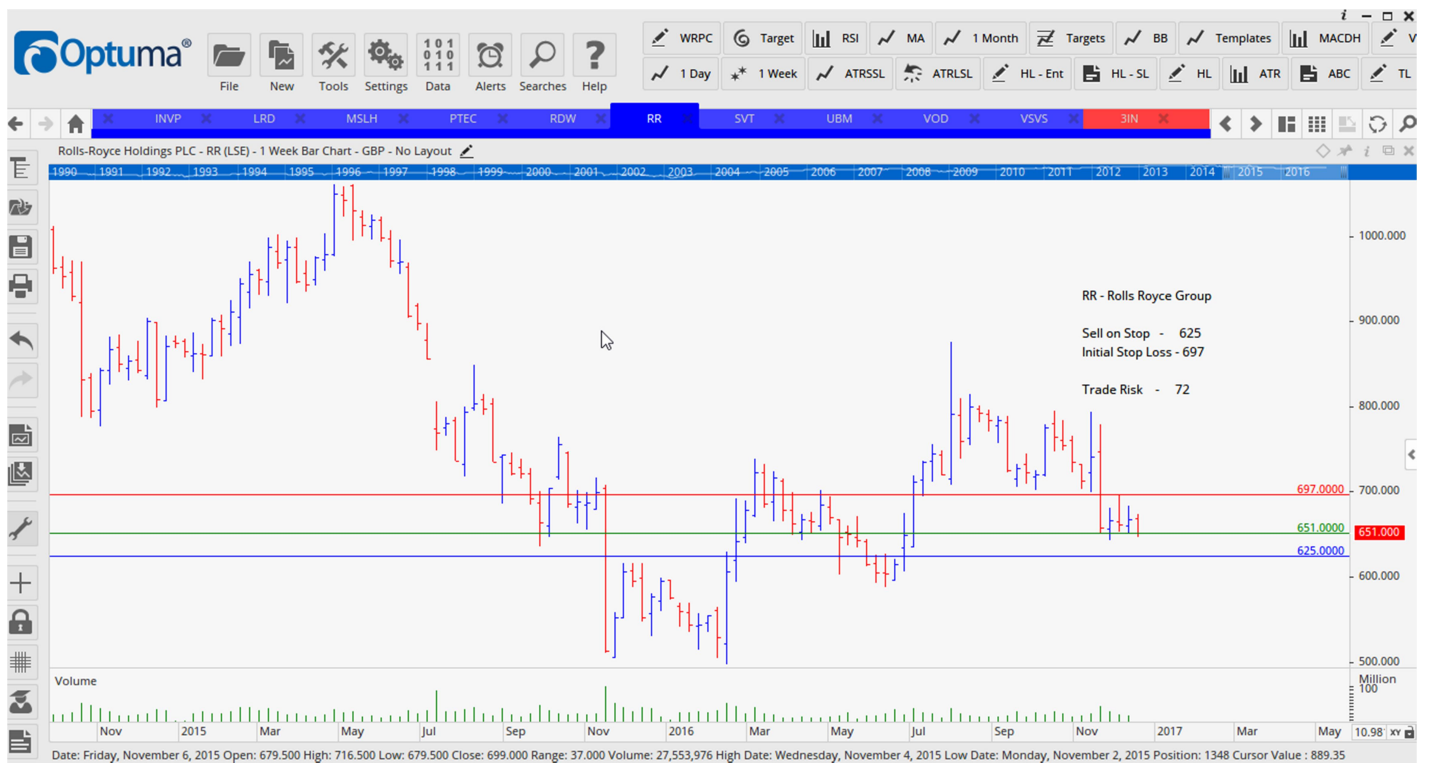 i
Optuma®
File
New
Tools
Settings
101
010
111
Data
Alerts
Searches
?
Help
WRPC
Target
RSI
MA
1 Month
Targets
BB
Templates
MACDH
1 Day
1 Week
ATRSSL
ATRLSL
HL - Ent
HL - SL
HL
ATR
ABC
TL
INVP LRD MSLH PTEC RDW RR SVT UBM VOD VSVS 3IN
Rolls-Royce Holdings PLC - RR (LSE) - 1 Week Bar Chart - GBP - No Layout
1990 1991 1992 1993 1994 1995 1996 1997 1998 1999 2000 2001 2002 2003 2004 2005 2006 2007 2008 2009 2010 2011 2012 2013 2014 2015 2016
1000.000
RR - Rolls Royce Group
900.000
Sell on Stop - 625
Initial Stop Loss - 697
Trade Risk - 72
800.000
697.0000
700.000
651.0000
651.000
625.0000
600.000
500.000
Volume
Million
100
Nov 2015 Mar May Jul Sep Nov 2016 Mar May Jul Sep Nov 2017 Mar May
10.98 XY
Date: Friday, November 6, 2015 Open: 679.500 High: 716.500 Low: 679.500 Close: 699.000 Range: 37.000 Volume: 27,553,976 High Date: Wednesday, November 4, 2015 Low Date: Monday, November 2, 2015 Position: 1348 Cursor Value : 889.35